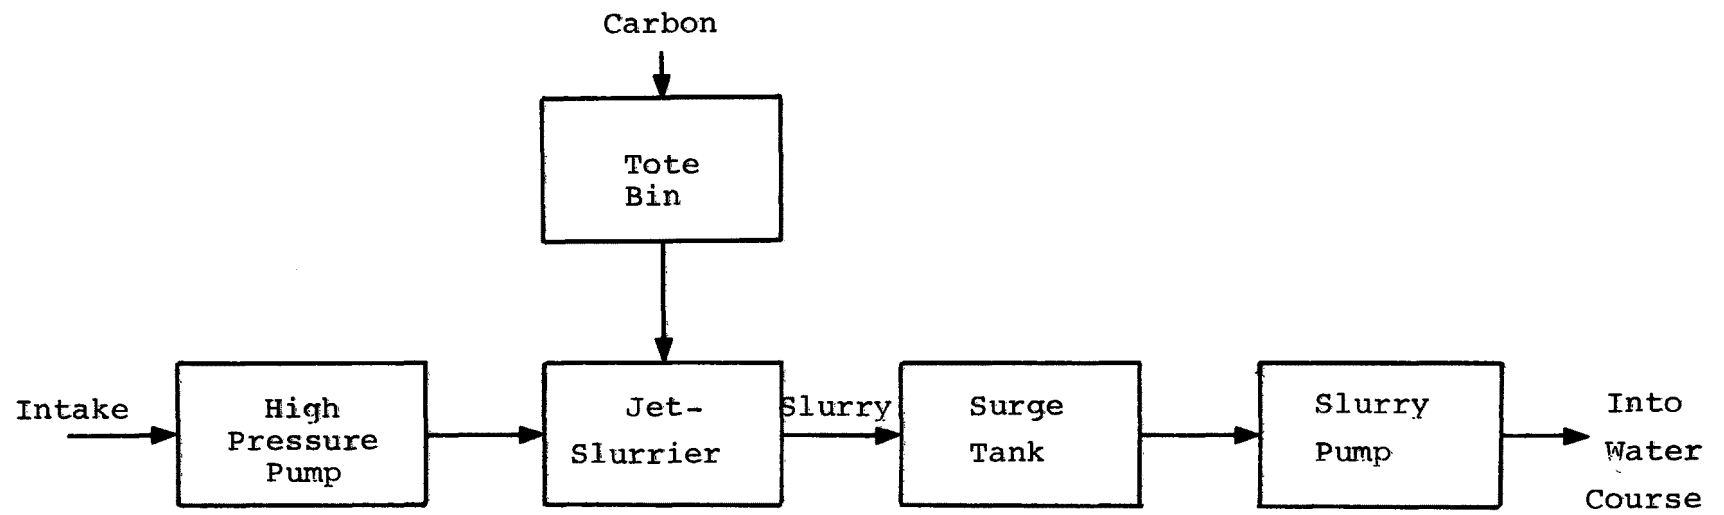 Carbon
Tote
Bin
Intake
High
Pressure
Pump
Jet-
Slurrier
Slurry
Surge
Tank
Slurry
Pump
Into
Water
Course